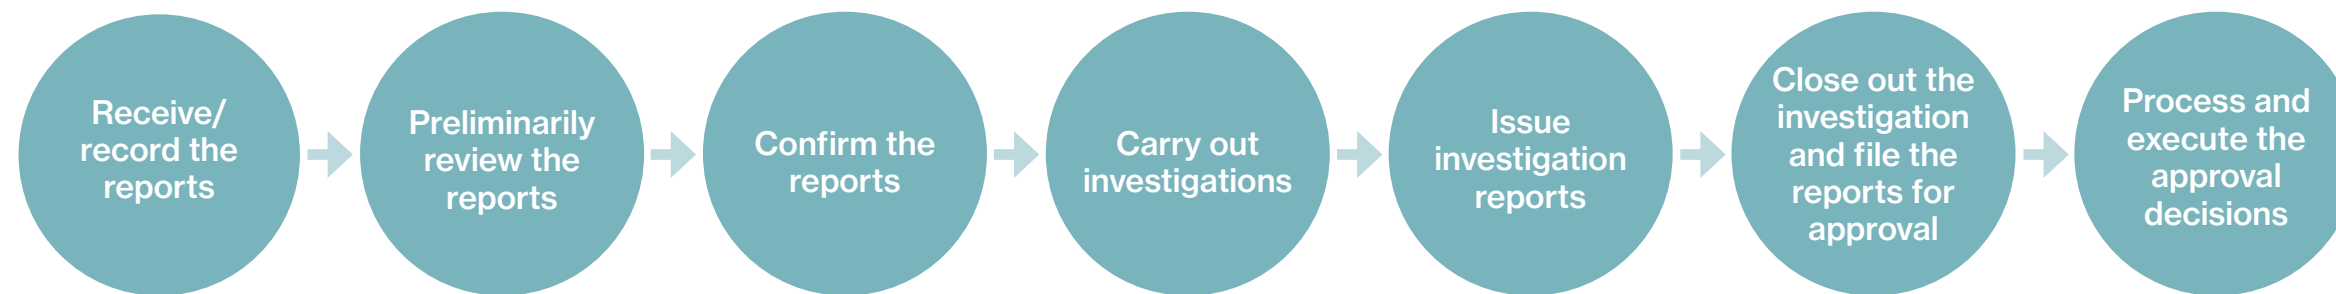 Receive/
record the
reports
Preliminarily
review the
reports
Confirm the
reports
Carry out
investigations
Issue
investigation
reports
Close out the
investigation
and file the
reports for
approval
Process and
execute the
approval
decisions